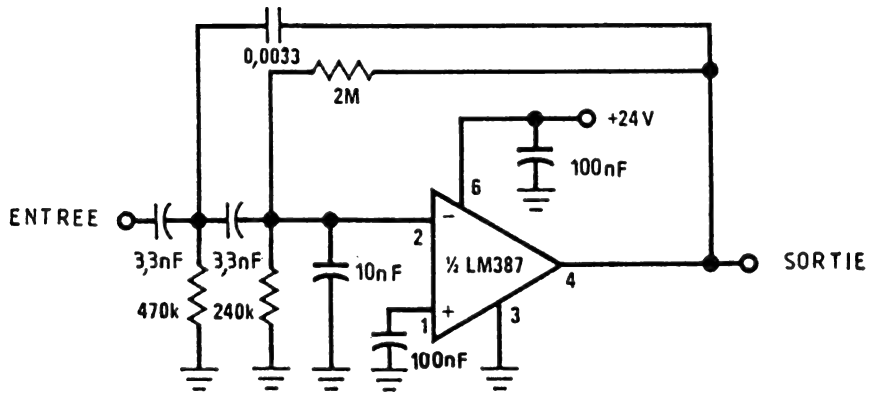 0,0033
2M
+24V
100nF
6
ENTREE
−
2
½ LM387
4
SORTIE
3,3nF
3,3nF
10nF
470k
240k
+
1
3
100nF